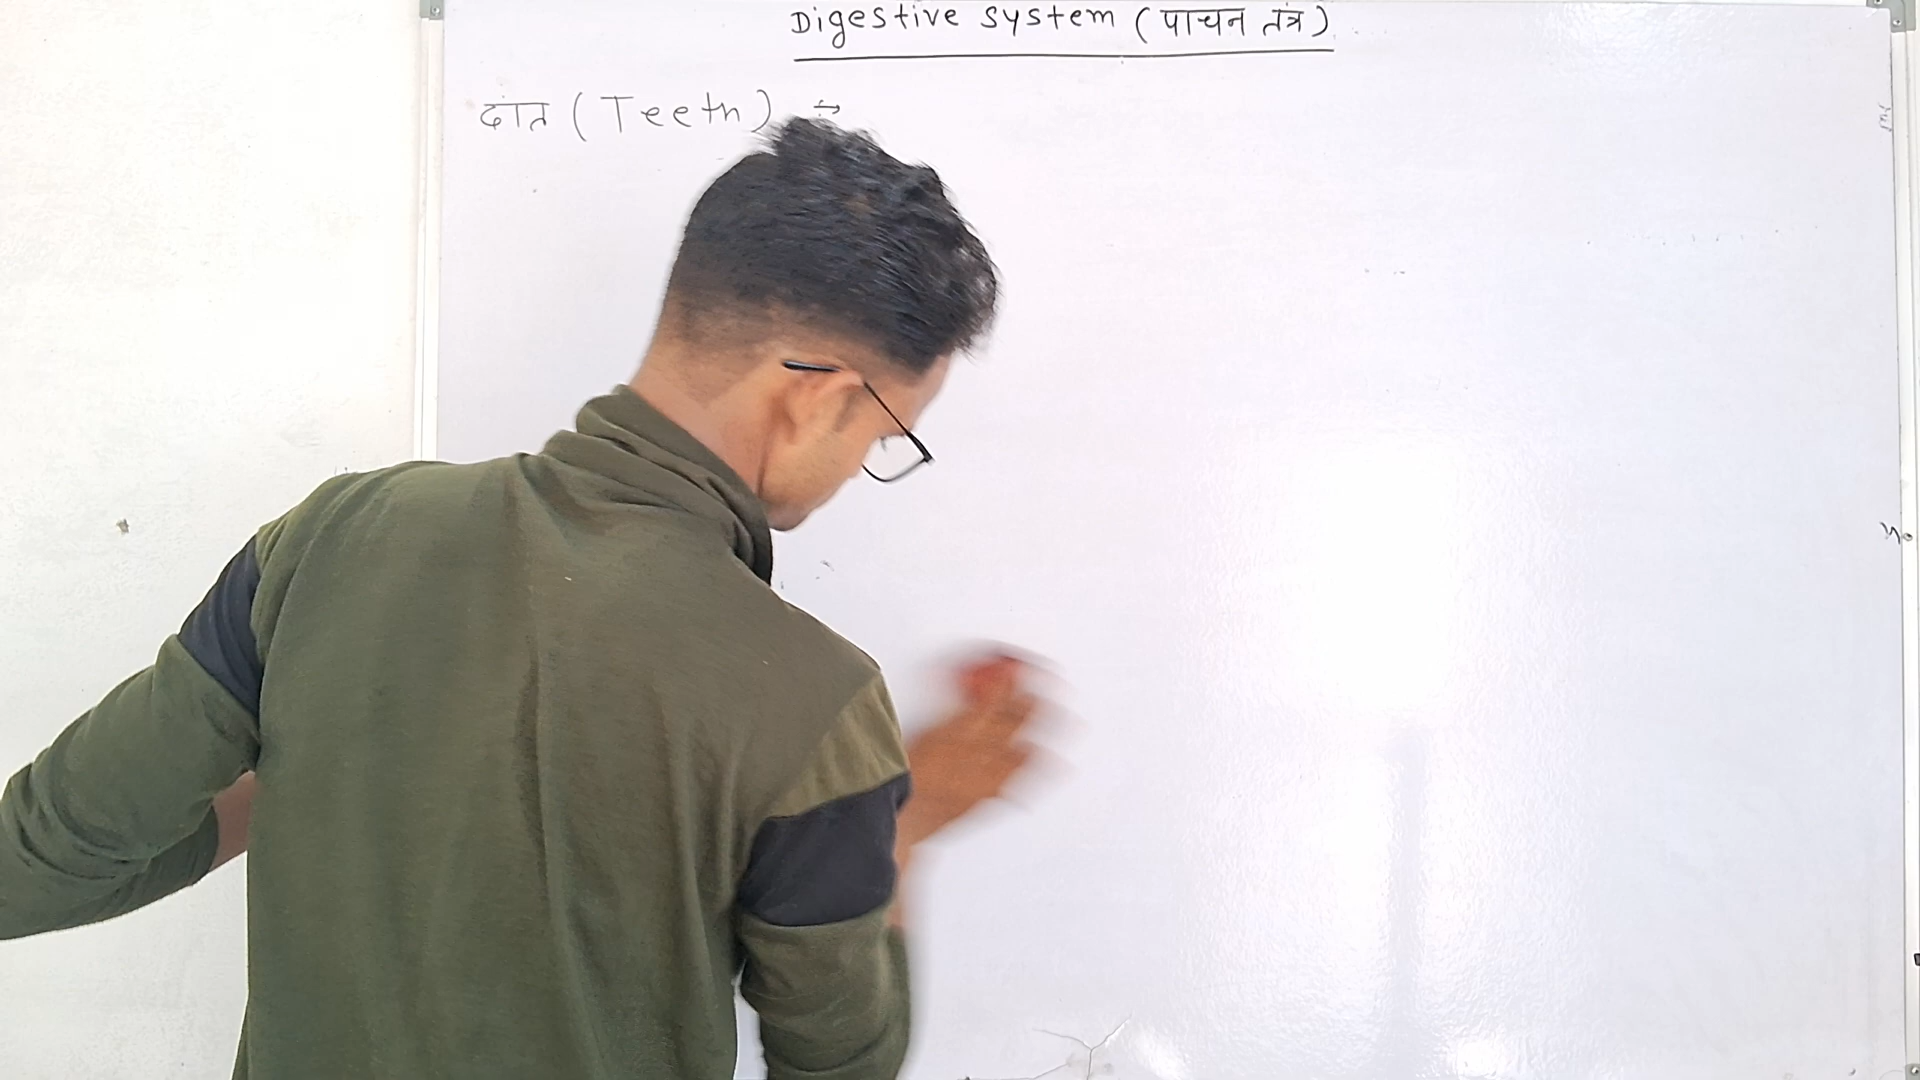 Digestive System (पाचन तंत्र)
दांत (Teeth) :→